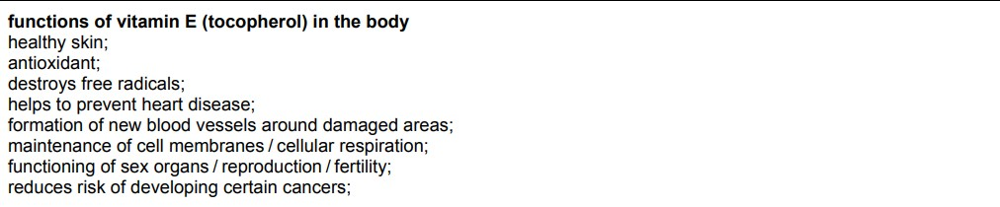 functions of vitamin E (tocopherol) in the body
healthy skin;
antioxidant;
destroys free radicals;
helps to prevent heart disease;
formation of new blood vessels around damaged areas;
maintenance of cell membranes / cellular respiration;
functioning of sex organs / reproduction / fertility;
reduces risk of developing certain cancers;